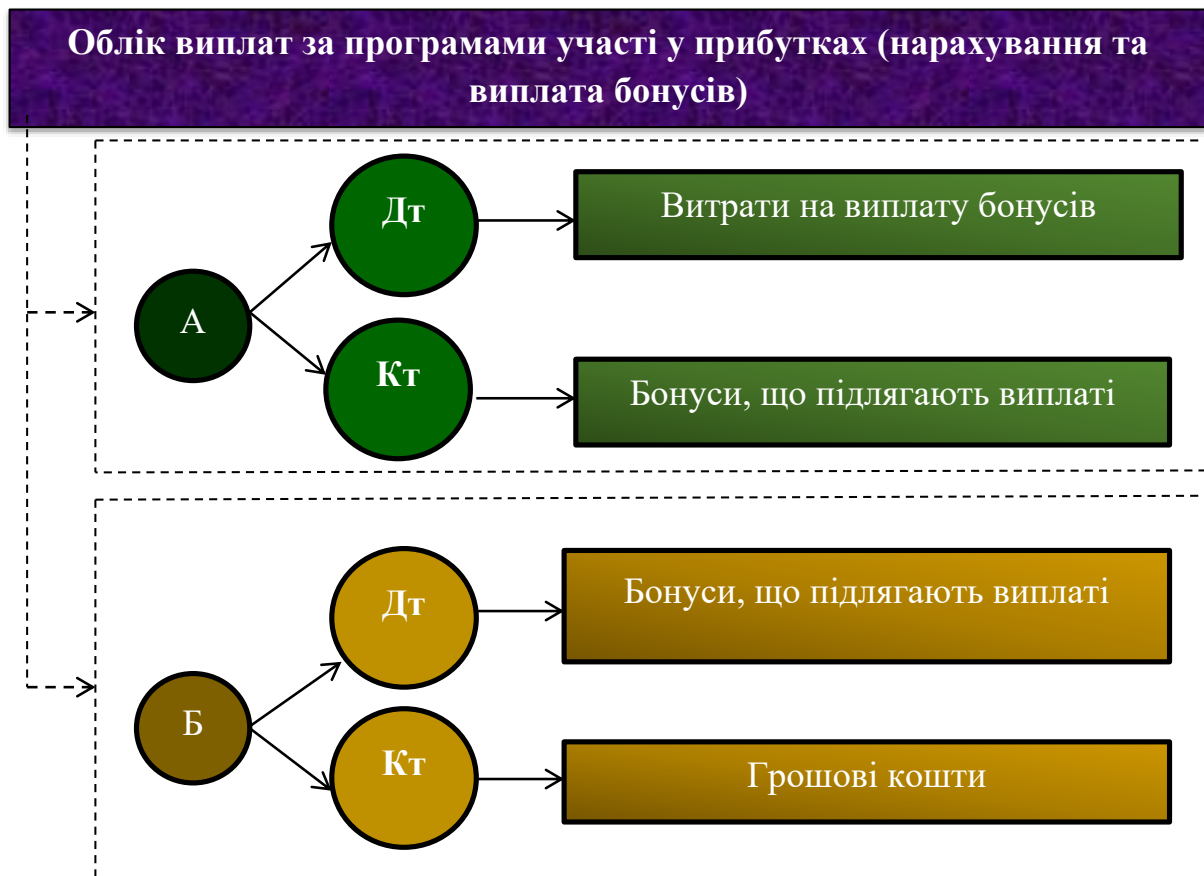 Облік виплат за програмами участі у прибутках (нарахування та
виплата бонусів)
А
Дт
Витрати на виплату бонусів
Кт
Бонуси, що підлягають виплаті
Б
Дт
Бонуси, що підлягають виплаті
Кт
Грошові кошти